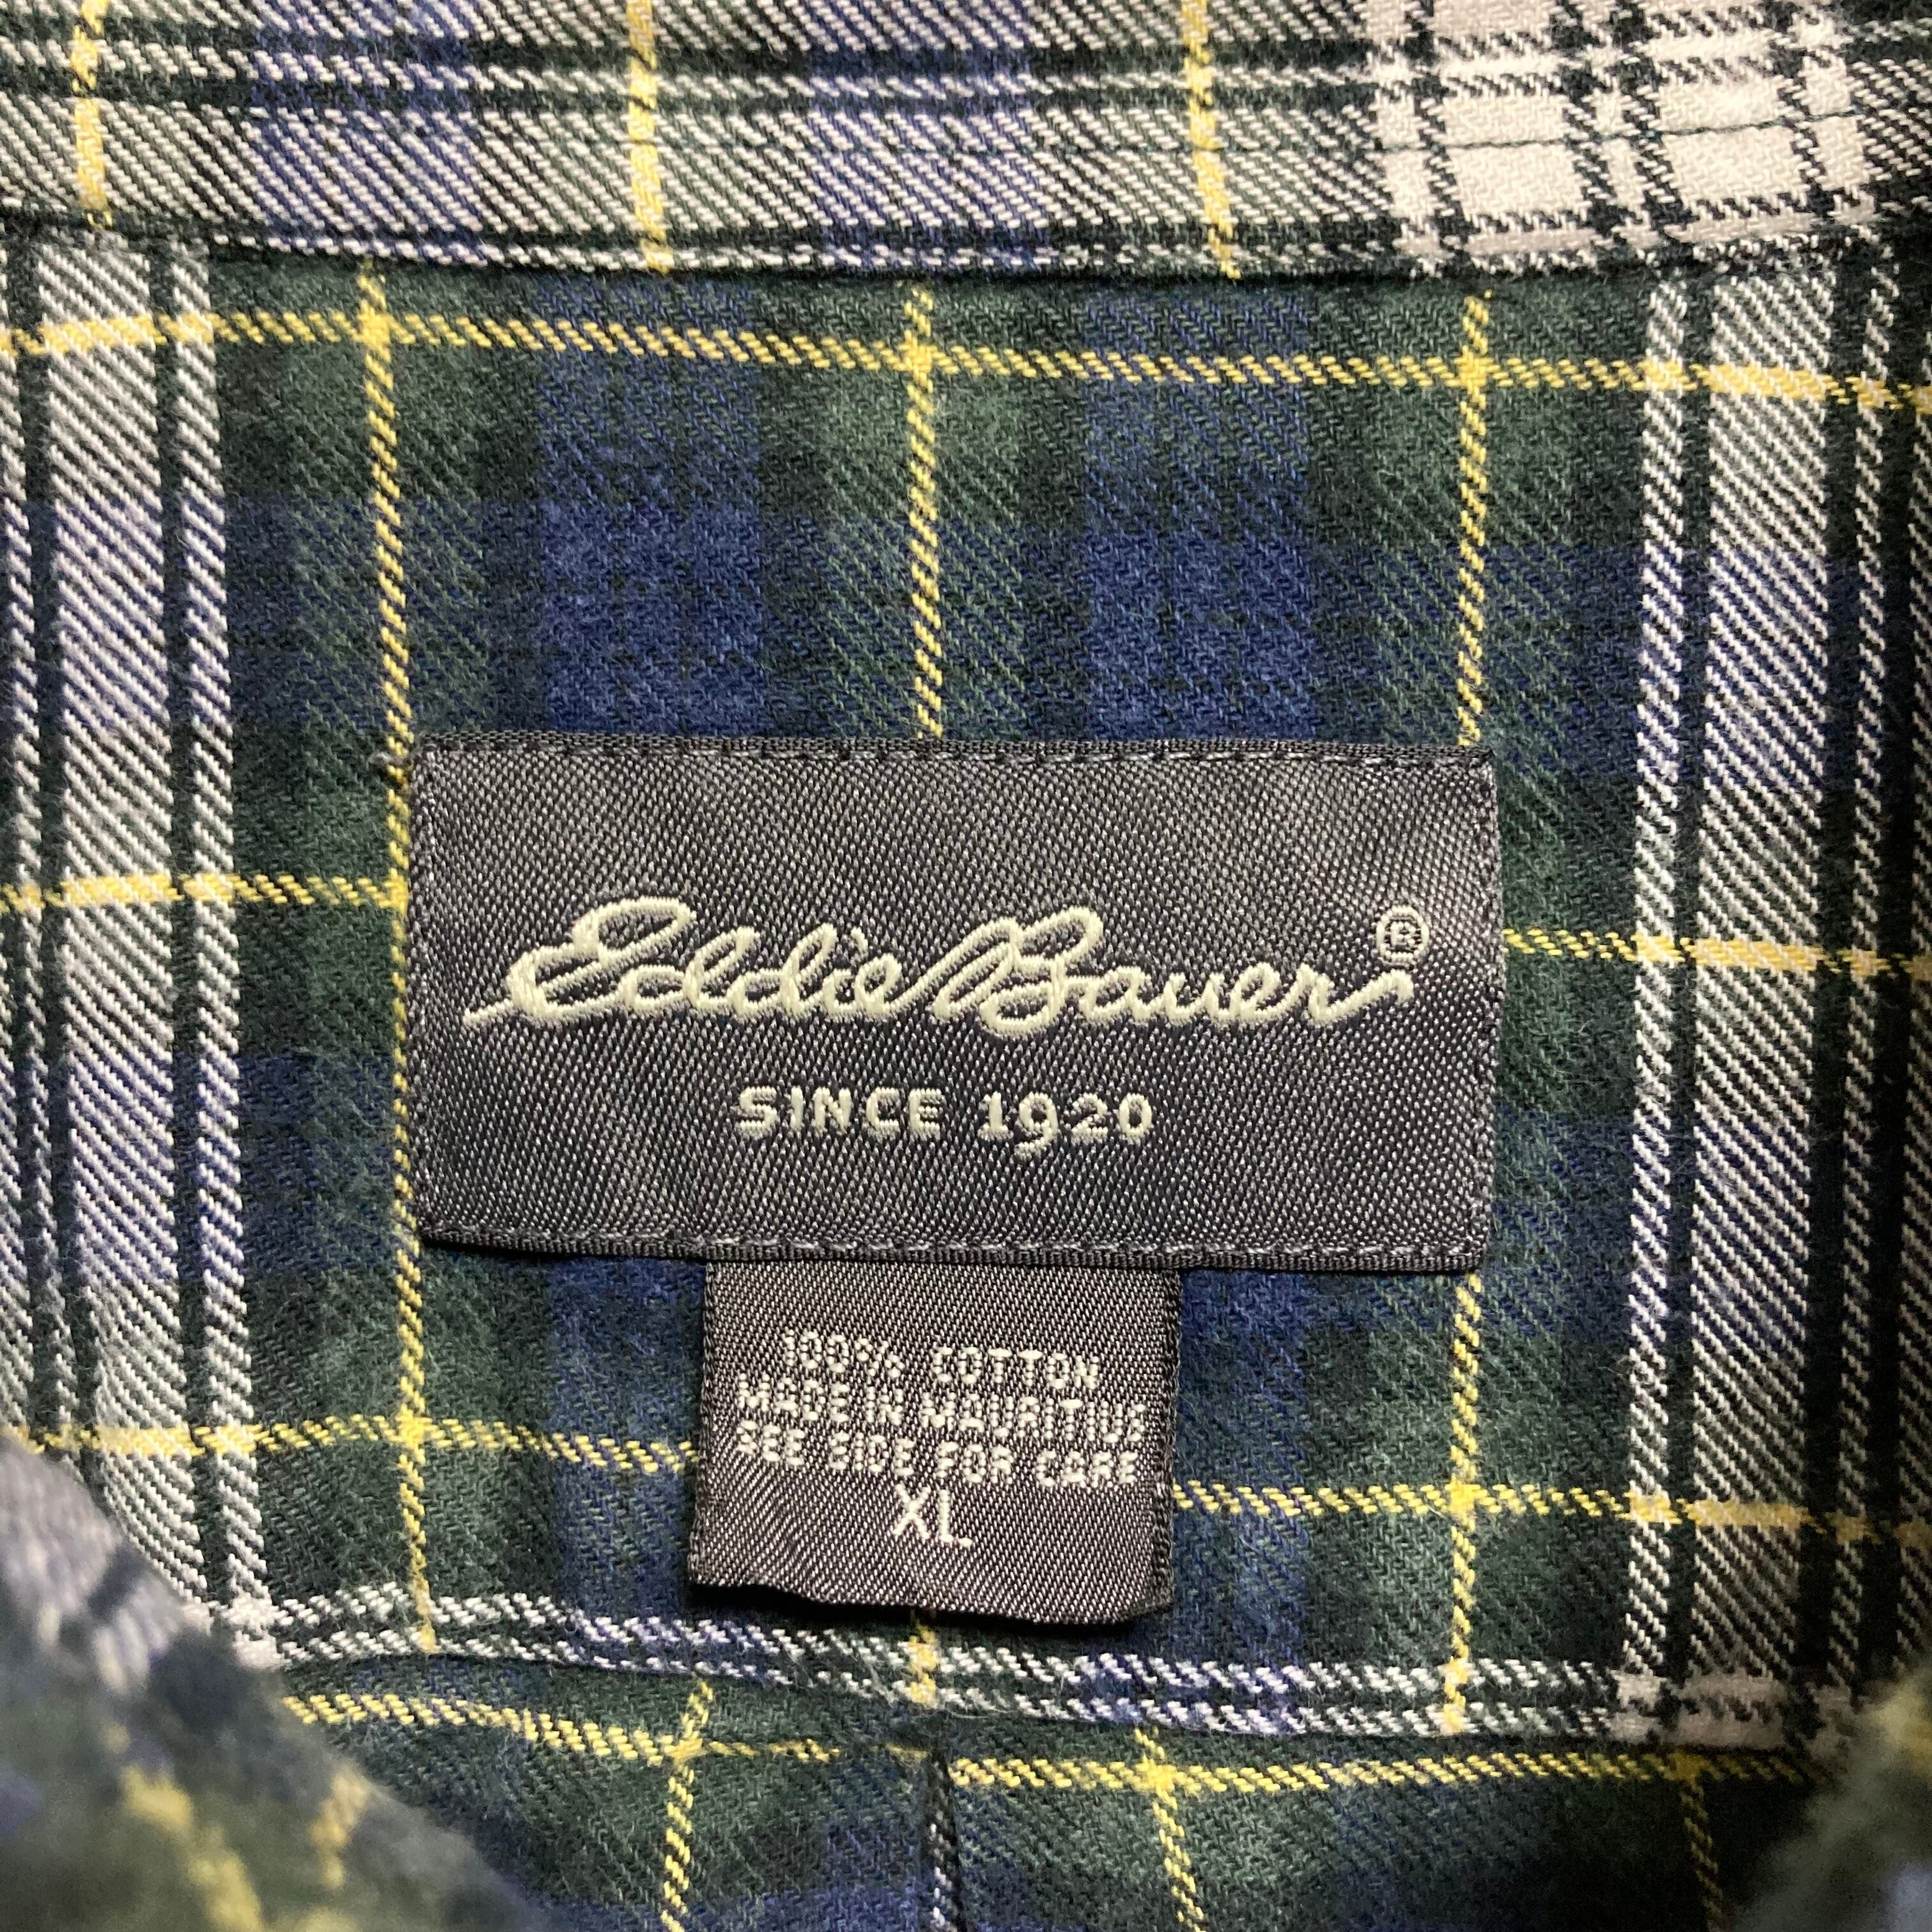 Eddie Bauer®
SINCE 1920
100% COTTON
MADE IN MAURITIUS
SEE SIDE FOR CARE
XL